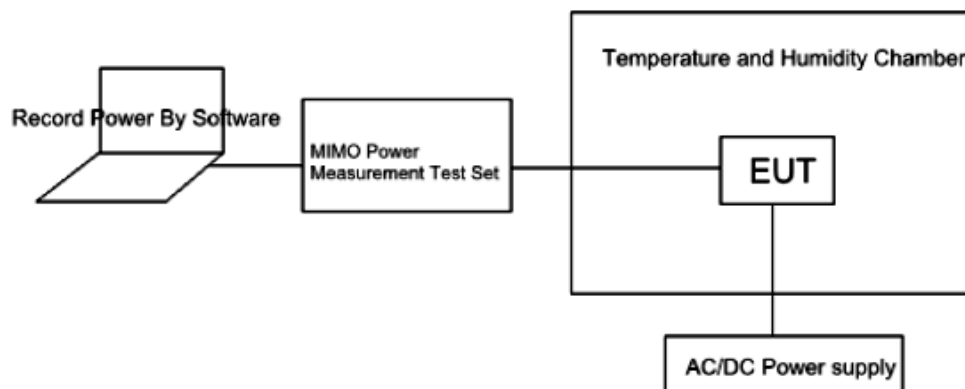 Temperature and Humidity Chamber
Record Power By Software
MIMO Power
Measurement Test Set
EUT
AC/DC Power supply